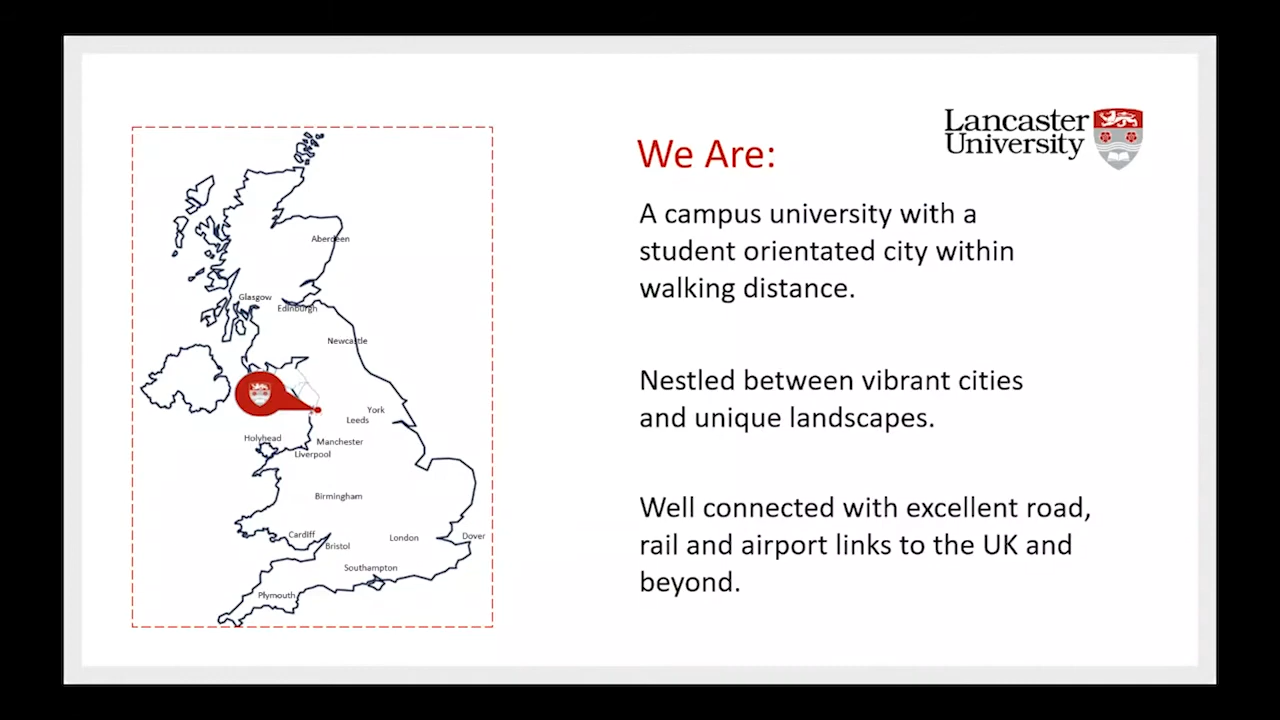 Lancaster
University
We Are:
A campus university with a
student orientated city within
walking distance.
Nestled between vibrant cities
and unique landscapes.
Well connected with excellent road,
rail and airport links to the UK and
beyond.
Aberdeen
Glasgow
Edinburgh
Newcastle
York
Leeds
Holyhead
Manchester
Liverpool
Birmingham
Cardiff
Bristol
London
Dover
Southampton
Plymouth